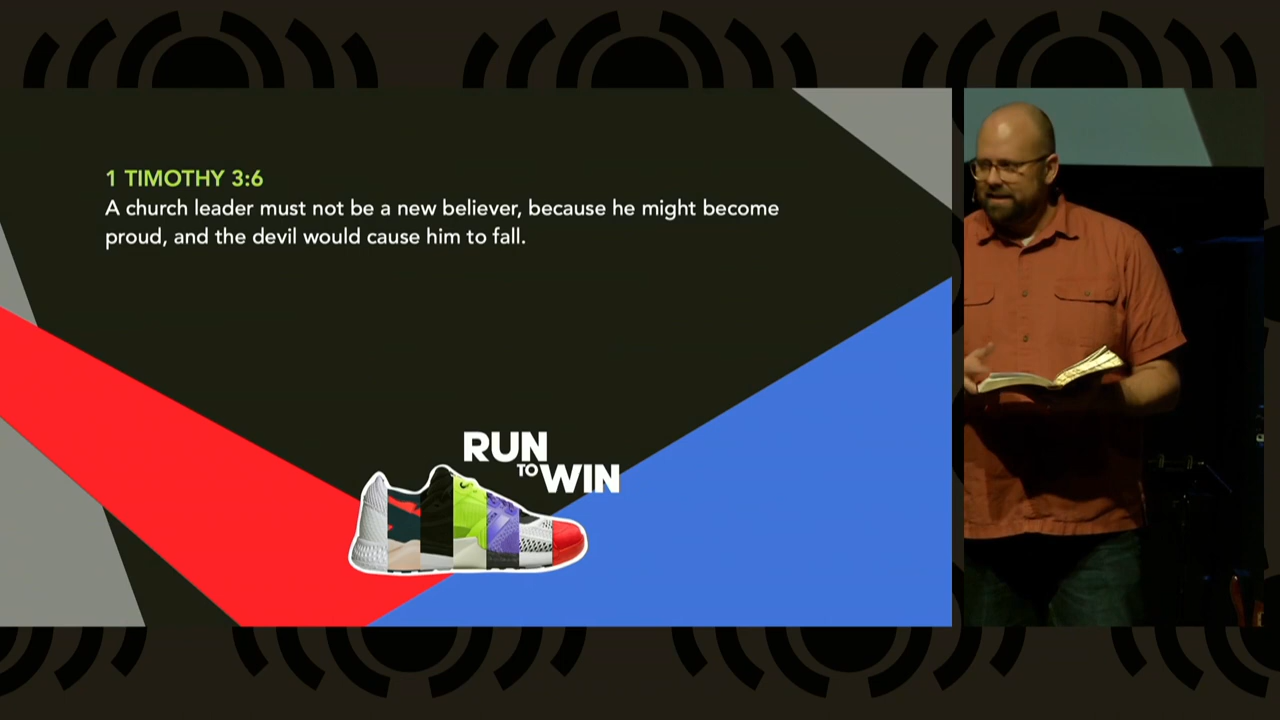 1 TIMOTHY 3:6
A church leader must not be a new believer, because he might become
proud, and the devil would cause him to fall.
RUN
TO WIN